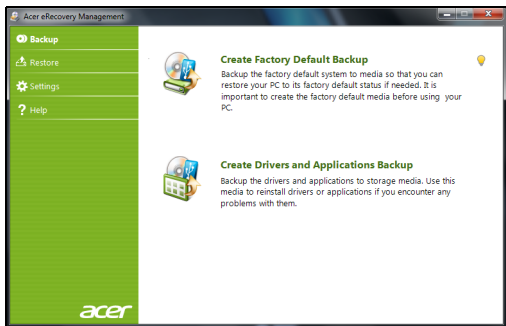 Acer eRecovery Management
Backup
Restore
Settings
? Help
Create Factory Default Backup
Backup the factory default system to media so that you can
restore your PC to its factory default status if needed. It is
important to create the factory default media before using your
PC.
Create Drivers and Applications Backup
Backup the drivers and applications to storage media. Use this
media to reinstall drivers or applications if you encounter any
problems with them.
acer